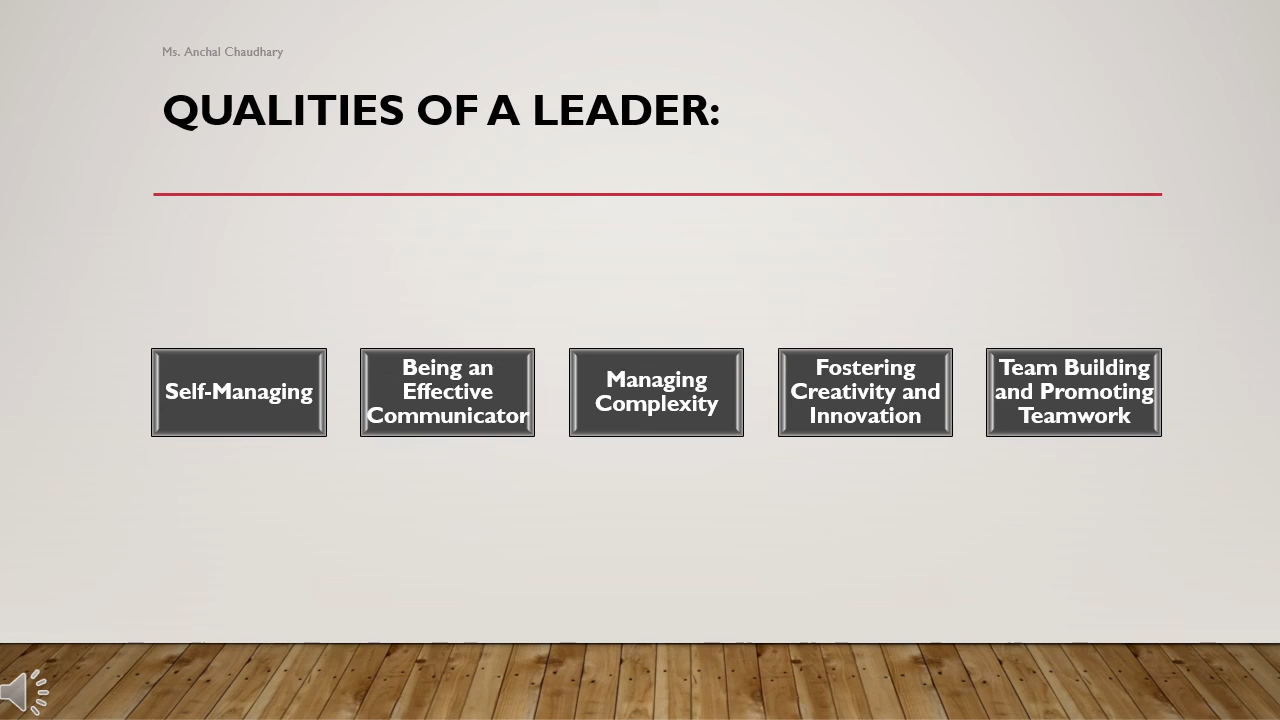 Ms. Anchal Chaudhary
QUALITIES OF A LEADER:
Self-Managing
Being an
Effective
Communicator
Managing
Complexity
Fostering
Creativity and
Innovation
Team Building
and Promoting
Teamwork